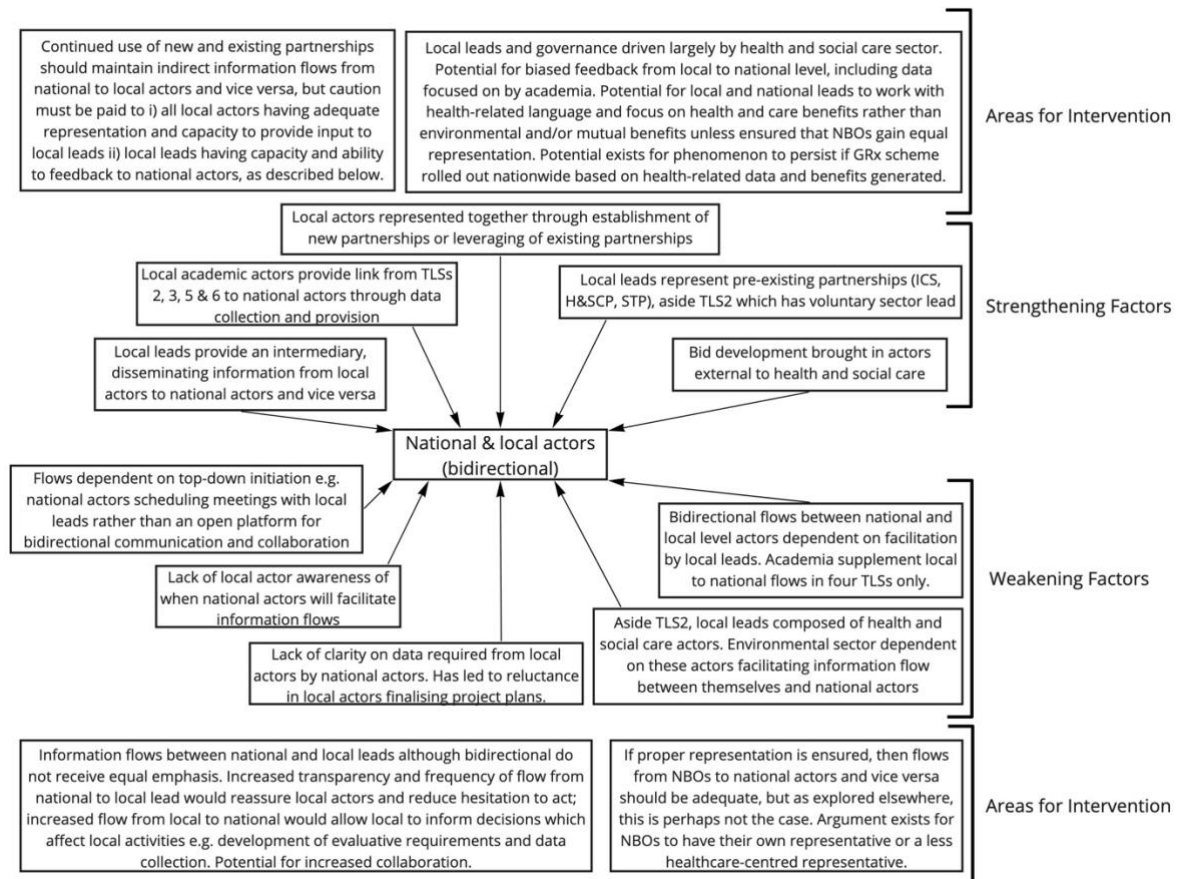 Continued use of new and existing partnerships
should maintain indirect information flows from
national to local actors and vice versa, but caution
must be paid to i) all local actors having adequate
representation and capacity to provide input to
local leads ii) local leads having capacity and ability
to feedback to national actors, as described below.
Local leads and governance driven largely by health and social care sector.
Potential for biased feedback from local to national level, including data
focused on by academia. Potential for local and national leads to work with
health-related language and focus on health and care benefits rather than
environmental and/or mutual benefits unless ensured that NBOs gain equal
representation. Potential exists for phenomenon to persist if GRx scheme
rolled out nationwide based on health-related data and benefits generated.
Areas for Intervention
Local actors represented together through establishment of
new partnerships or leveraging of existing partnerships
Local academic actors provide link from TLSs
2, 3, 5 & 6 to national actors through data
collection and provision
Local leads represent pre-existing partnerships (ICS,
H&SCP, STP), aside TLS2 which has voluntary sector lead
Strengthening Factors
Local leads provide an intermediary,
disseminating information from local
actors to national actors and vice versa
Bid development brought in actors
external to health and social care
National & local actors
(bidirectional)
Flows dependent on top-down initiation e.g.
national actors scheduling meetings with local
leads rather than an open platform for
bidirectional communication and collaboration
Bidirectional flows between national and
local level actors dependent on facilitation
by local leads. Academia supplement local
to national flows in four TLSs only.
Weakening Factors
Lack of local actor awareness of
when national actors will facilitate
information flows
Aside TLS2, local leads composed of health and
social care actors. Environmental sector dependent
on these actors facilitating information flow
between themselves and national actors
Lack of clarity on data required from local
actors by national actors. Has led to reluctance
in local actors finalising project plans.
Information flows between national and local leads although bidirectional do
not receive equal emphasis. Increased transparency and frequency of flow from
national to local lead would reassure local actors and reduce hesitation to act;
increased flow from local to national would allow local to inform decisions which
affect local activities e.g. development of evaluative requirements and data
collection. Potential for increased collaboration.
If proper representation is ensured, then flows
from NBOs to national actors and vice versa
should be adequate, but as explored elsewhere,
this is perhaps not the case. Argument exists for
NBOs to have their own representative or a less
healthcare-centred representative.
Areas for Intervention